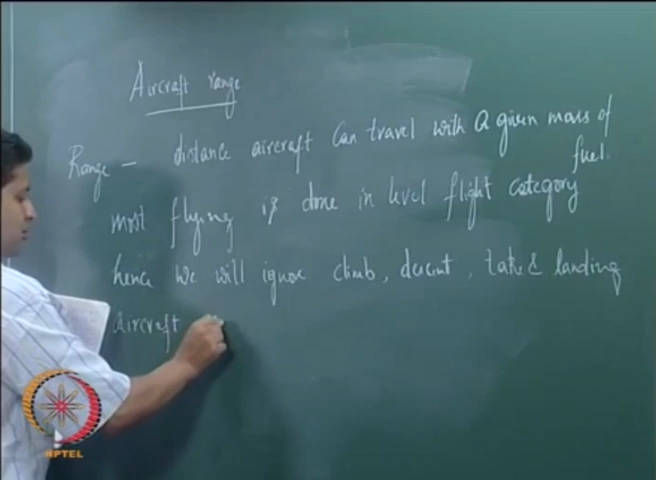 Aircraft range
Range – distance aircraft can travel with a given mass of
fuel.
most flying is done in level flight category
hence we will ignore climb, descent, take & landing
aircraft
NPTEL